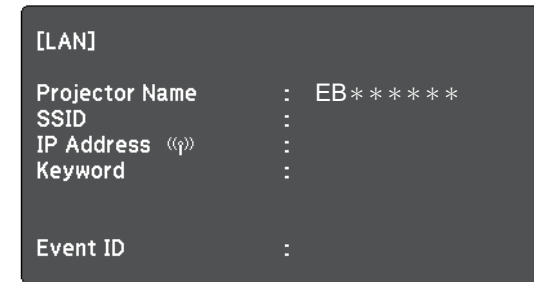 [LAN]
Projector Name : EB******
SSID :
IP Address :
Keyword :
Event ID :